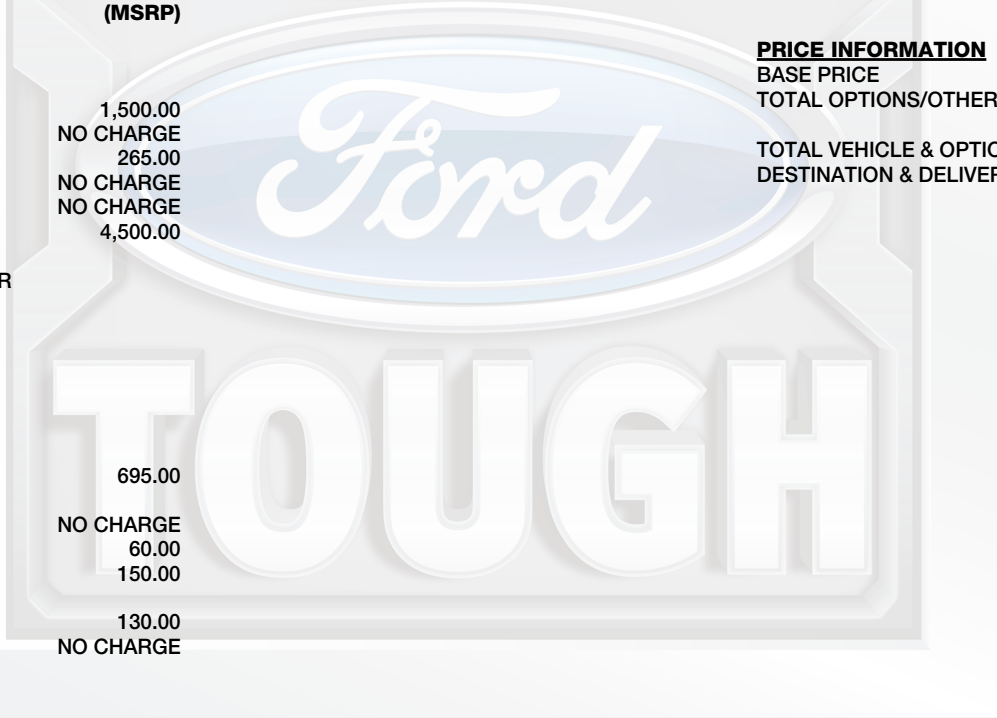 (MSRP)
1,500.00
NO CHARGE
265.00
NO CHARGE
NO CHARGE
4,500.00
R
695.00
NO CHARGE
60.00
150.00
130.00
NO CHARGE
PRICE INFORMATION
BASE PRICE
TOTAL OPTIONS/OTHER
TOTAL VEHICLE & OPTIO
DESTINATION & DELIVER
Ford
TOUGH